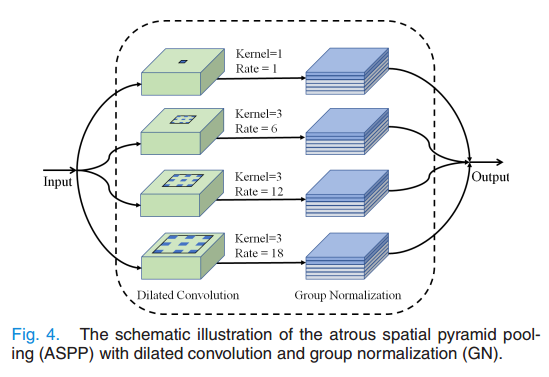 Kernel=1
Rate = 1
Kernel=3
Rate = 6
Kernel=3
Rate = 12
Input
Output
Kernel=3
Rate = 18
Dilated Convolution
Group Normalization
Fig. 4. The schematic illustration of the atrous spatial pyramid pool-
ing (ASPP) with dilated convolution and group normalization (GN).